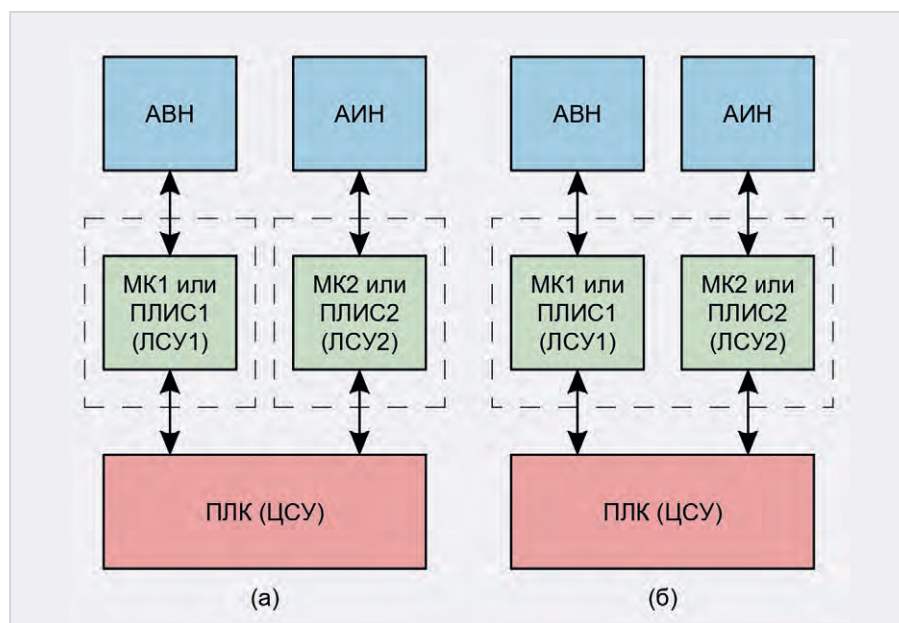 АВН
АИН
АВН
АИН
МК1 или
ПЛИС1
(ЛСУ1)
МК2 или
ПЛИС2
(ЛСУ2)
МК1 или
ПЛИС1
(ЛСУ1)
МК2 или
ПЛИС2
(ЛСУ2)
ПЛК (ЦСУ)
ПЛК (ЦСУ)
(а)
(б)